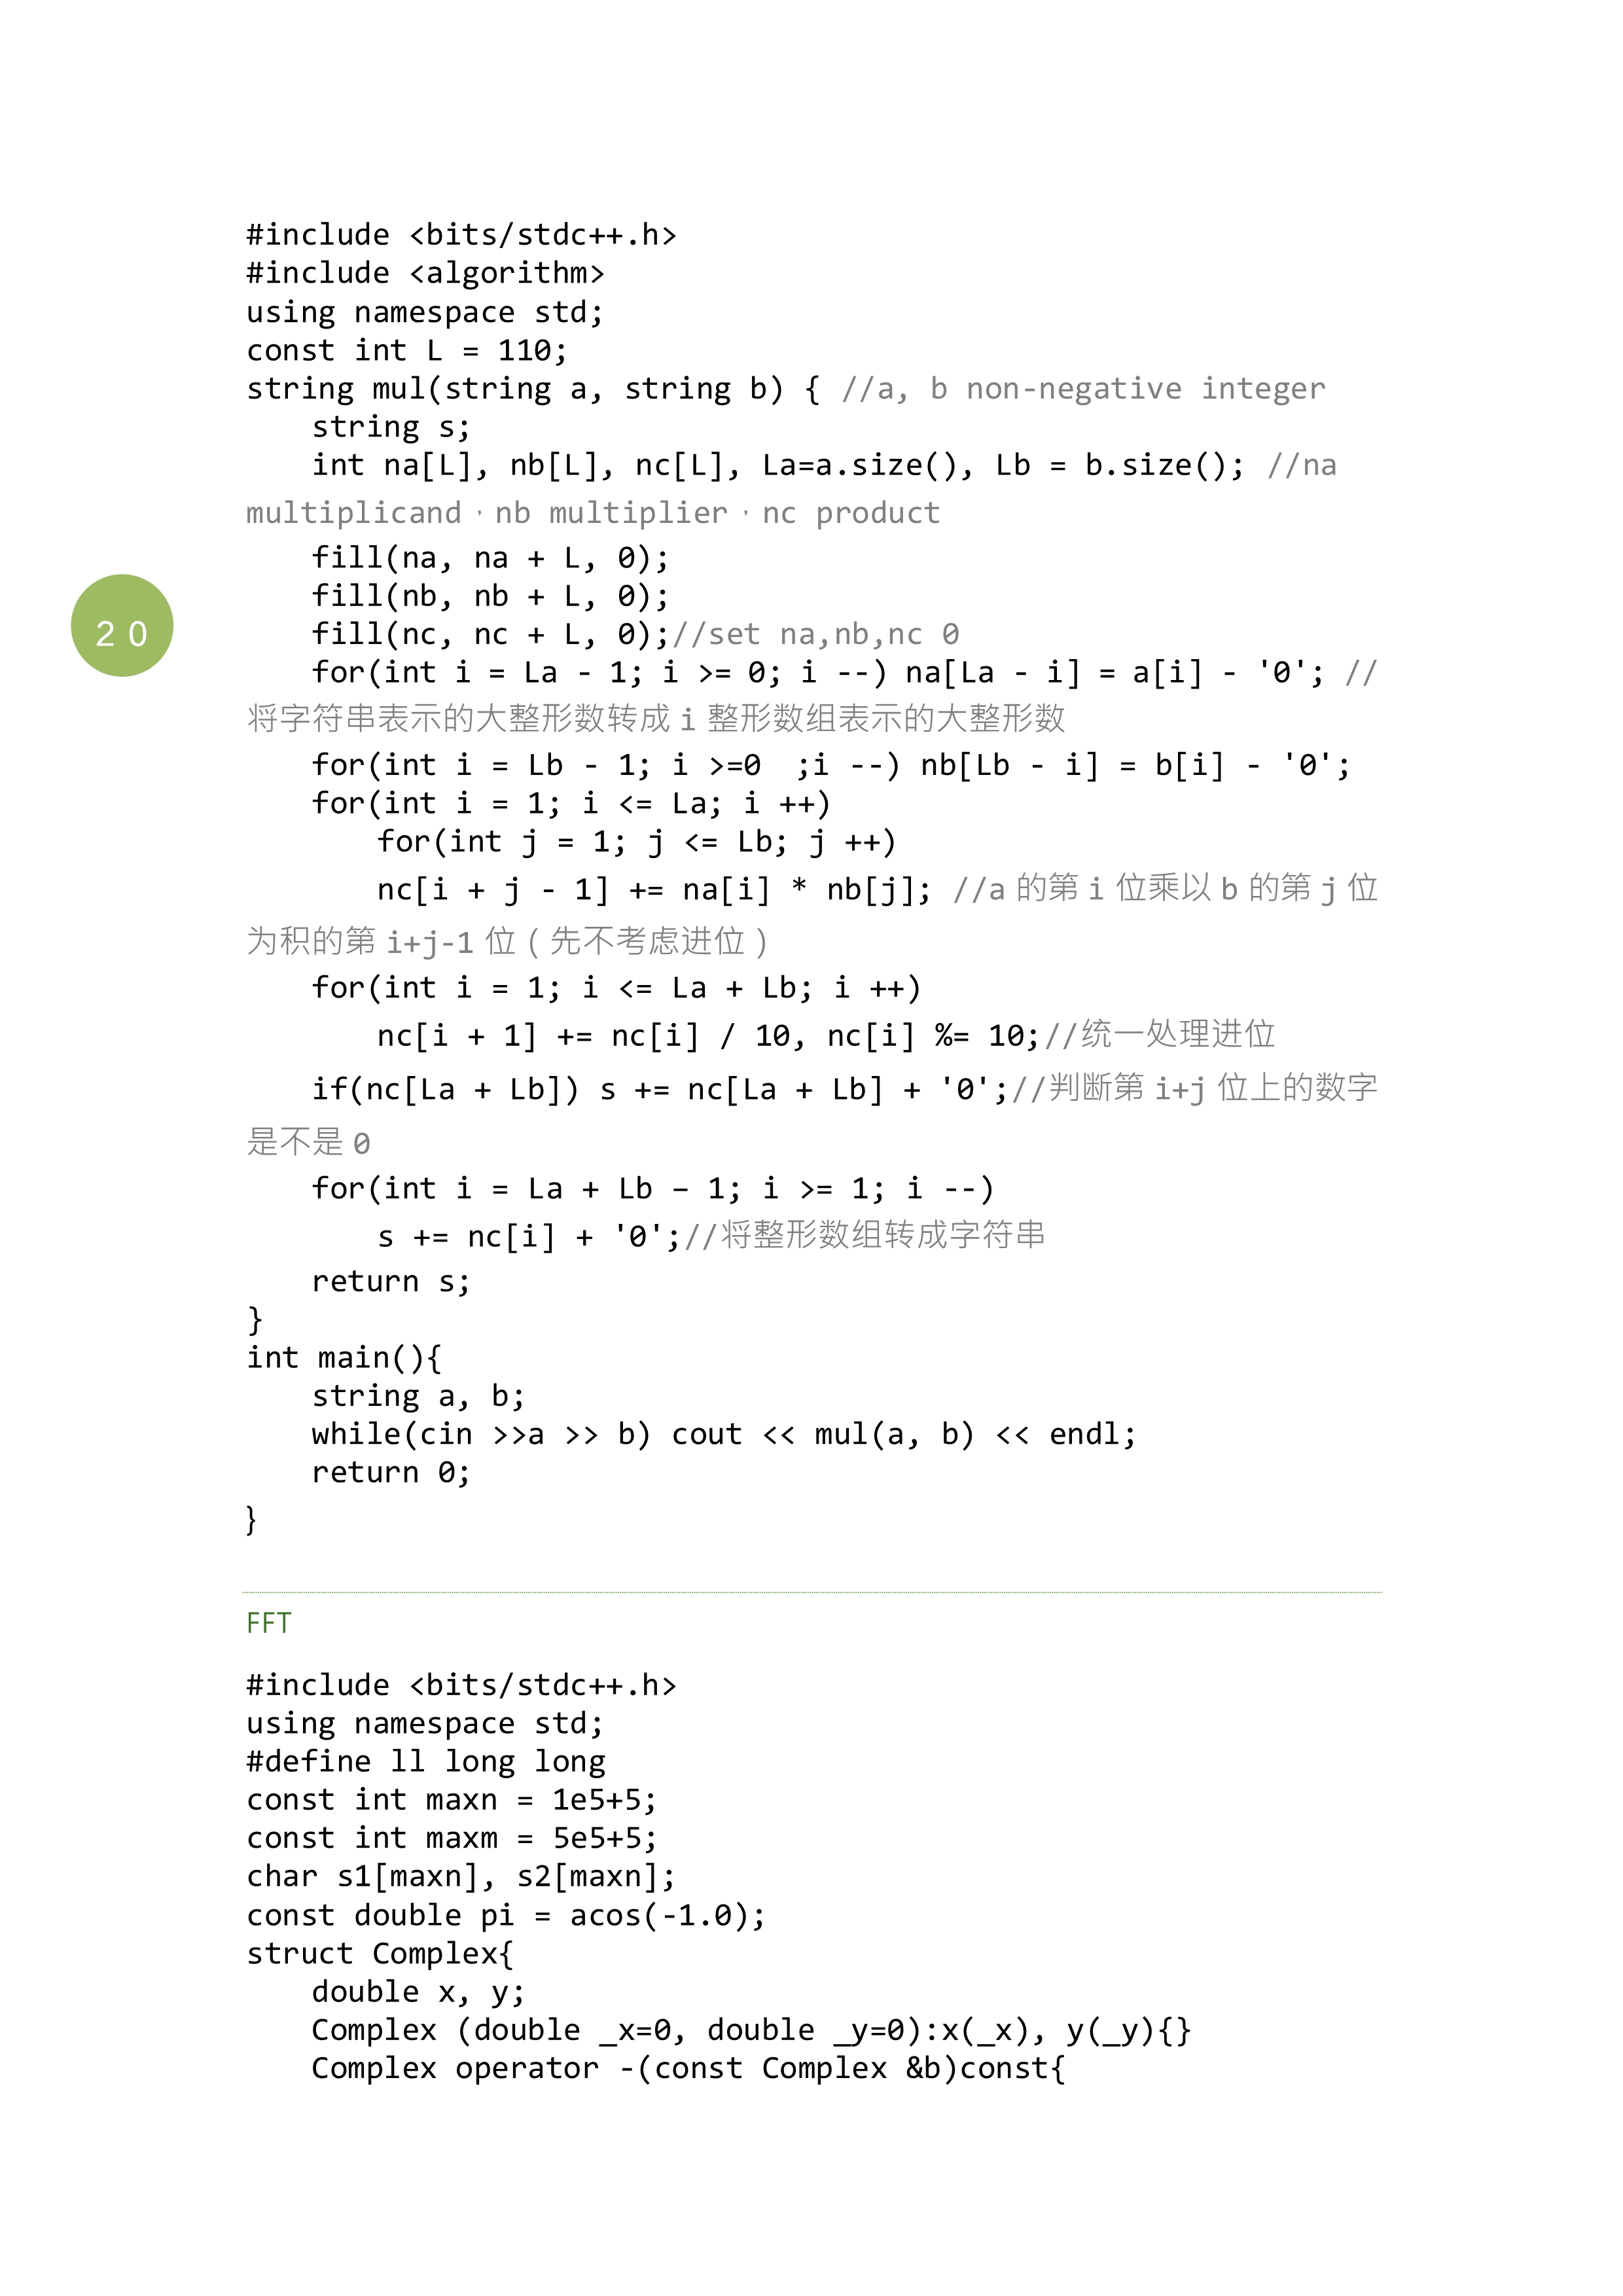 #include <bits/stdc++.h>
#include <algorithm>
using namespace std;
const int L = 110;
string mul(string a, string b) { //a, b non-negative integer
    string s;
    int na[L], nb[L], nc[L], La=a.size(), Lb = b.size(); //na
multiplicand，nb multiplier，nc product
    fill(na, na + L, 0);
    fill(nb, nb + L, 0);
20
    fill(nc, nc + L, 0);//set na,nb,nc 0
    for(int i = La - 1; i >= 0; i --) na[La - i] = a[i] - '0'; //
将字符串表示的大整形数转成 i 整形数组表示的大整形数
    for(int i = Lb - 1; i >=0  ;i --) nb[Lb - i] = b[i] - '0';
    for(int i = 1; i <= La; i ++)
        for(int j = 1; j <= Lb; j ++)
        nc[i + j - 1] += na[i] * nb[j]; //a 的第 i 位乘以 b 的第 j 位
为积的第 i+j-1 位（先不考虑进位）
    for(int i = 1; i <= La + Lb; i ++)
        nc[i + 1] += nc[i] / 10, nc[i] %= 10;//统一处理进位
    if(nc[La + Lb]) s += nc[La + Lb] + '0';//判断第 i+j 位上的数字
是不是 0
    for(int i = La + Lb – 1; i >= 1; i --)
        s += nc[i] + '0';//将整形数组转成字符串
    return s;
}
int main(){
    string a, b;
    while(cin >>a >> b) cout << mul(a, b) << endl;
    return 0;
}
FFT
#include <bits/stdc++.h>
using namespace std;
#define ll long long
const int maxn = 1e5+5;
const int maxm = 5e5+5;
char s1[maxn], s2[maxn];
const double pi = acos(-1.0);
struct Complex{
    double x, y;
    Complex (double _x=0, double _y=0):x(_x), y(_y){}
    Complex operator -(const Complex &b)const{